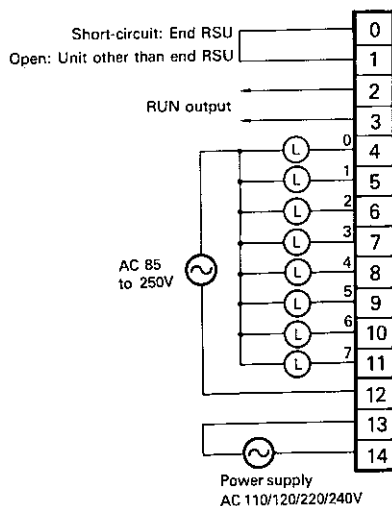 Short-circuit: End RSU
Open: Unit other than end RSU
RUN output
AC 85
to 250V
0 L
1 L
2 L
3 L
4 L
5 L
6 L
7 L
Power supply
AC 110/120/220/240V
0
1
2
3
4
5
6
7
8
9
10
11
12
13
14